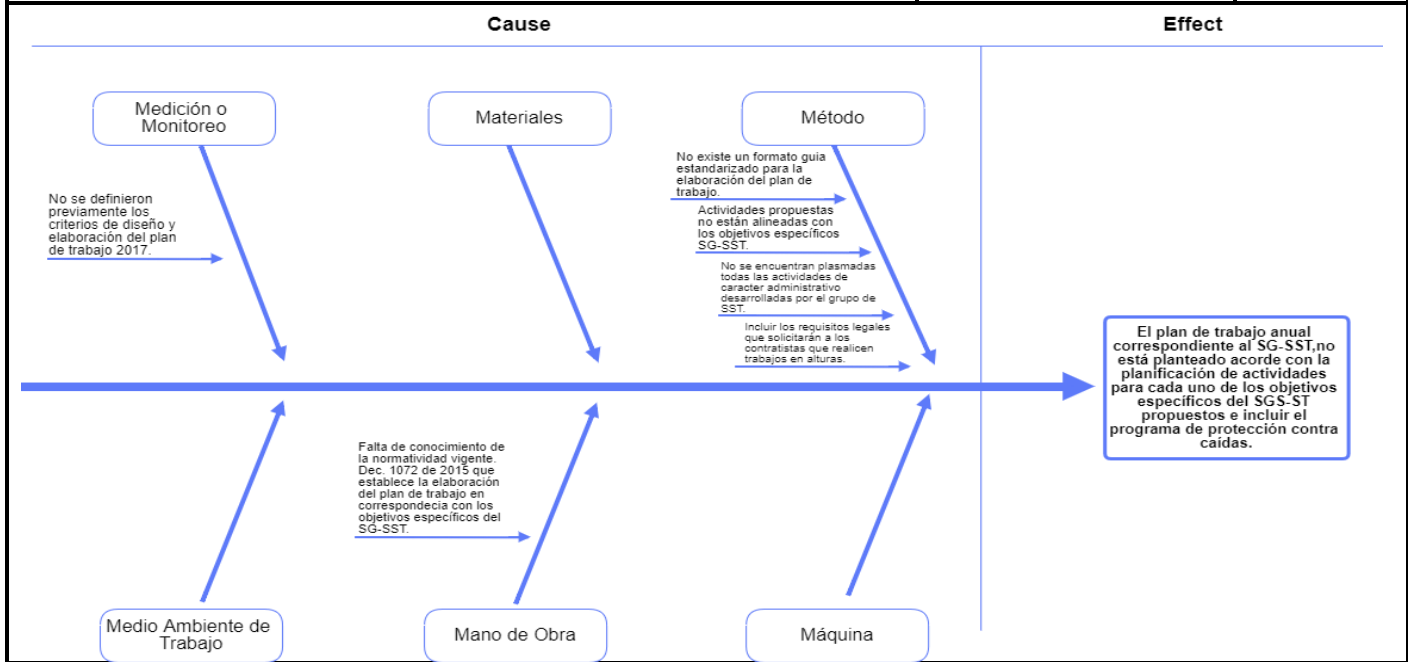 Cause
Effect
Medición o
Monitoreo
Materiales
Método
No se definieron
previamente los
criterios de diseño y
elaboración del plan
de trabajo 2017.
No existe un formato guia
estandarizado para la
elaboración del plan de
trabajo.
Actividades propuestas
no están alineadas con
los objetivos específicos
SG-SST.
No se encuentran plasmadas
todas las actividades de
caracter administrativo
desarrolladas por el grupo de
SST.
Incluir los requisitos legales
que solicitarán a los
contratistas que realicen
trabajos en alturas.
El plan de trabajo anual
correspondiente al SG-SST,no
está planteado acorde con la
planificación de actividades
para cada uno de los objetivos
específicos del SGS-ST
propuestos e incluir el
programa de protección contra
caídas.
Falta de conocimiento de
la normatividad vigente.
Dec. 1072 de 2015 que
establece la elaboración
del plan de trabajo en
correspondecia con los
objetivos específicos del
SG-SST.
Medio Ambiente de
Trabajo
Mano de Obra
Máquina